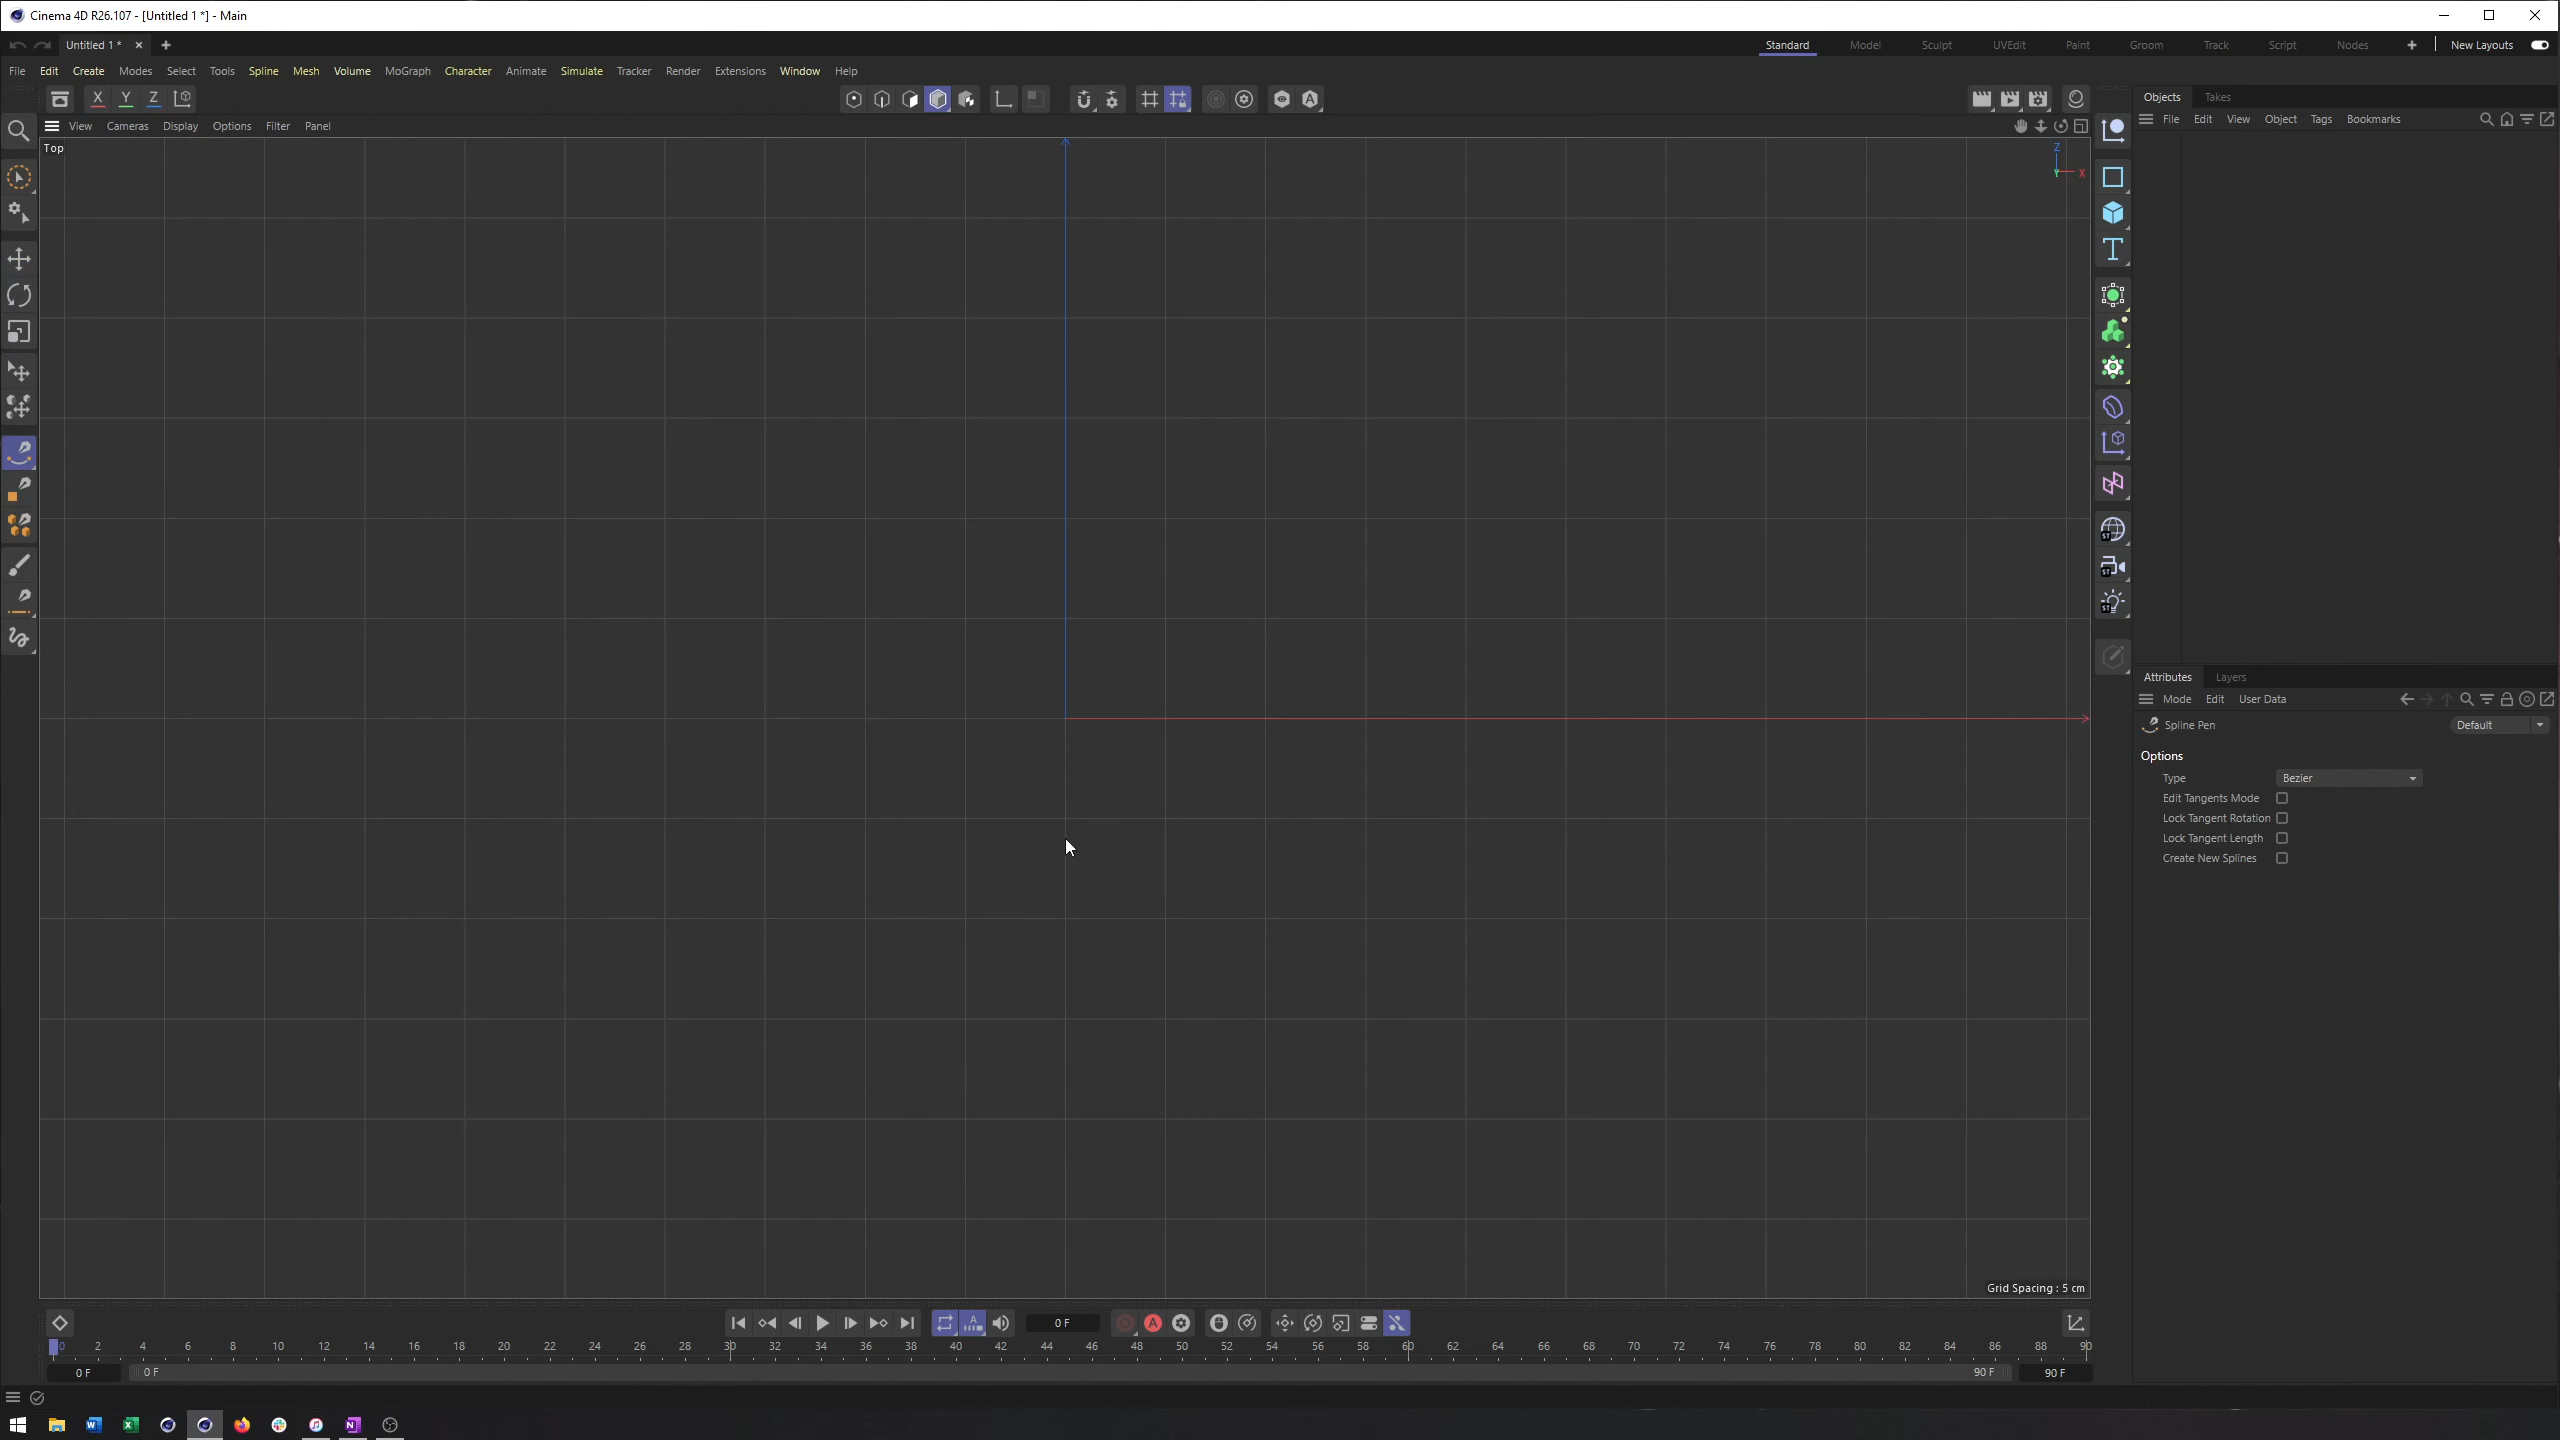 Cinema 4D R26.107 - [Untitled 1 *] - Main
Untitled 1 *
Standard Model Sculpt UVEdit Paint Groom Track Script Nodes New Layouts
File Edit Create Modes Select Tools Spline Mesh Volume MoGraph Character Animate Simulate Tracker Render Extensions Window Help
X Y Z
Objects Takes
View Cameras Display Options Filter Panel
File Edit View Object Tags Bookmarks
Top
Z
Y X
ST
ST
ST
Attributes Layers
Mode Edit User Data
Spline Pen Default
Options
Type Bezier
Edit Tangents Mode
Lock Tangent Rotation
Lock Tangent Length
Create New Splines
Grid Spacing : 5 cm
0 F
0 2 4 6 8 10 12 14 16 18 20 22 24 26 28 30 32 34 36 38 40 42 44 46 48 50 52 54 56 58 60 62 64 66 68 70 72 74 76 78 80 82 84 86 88 90
0 F 0 F 90 F 90 F